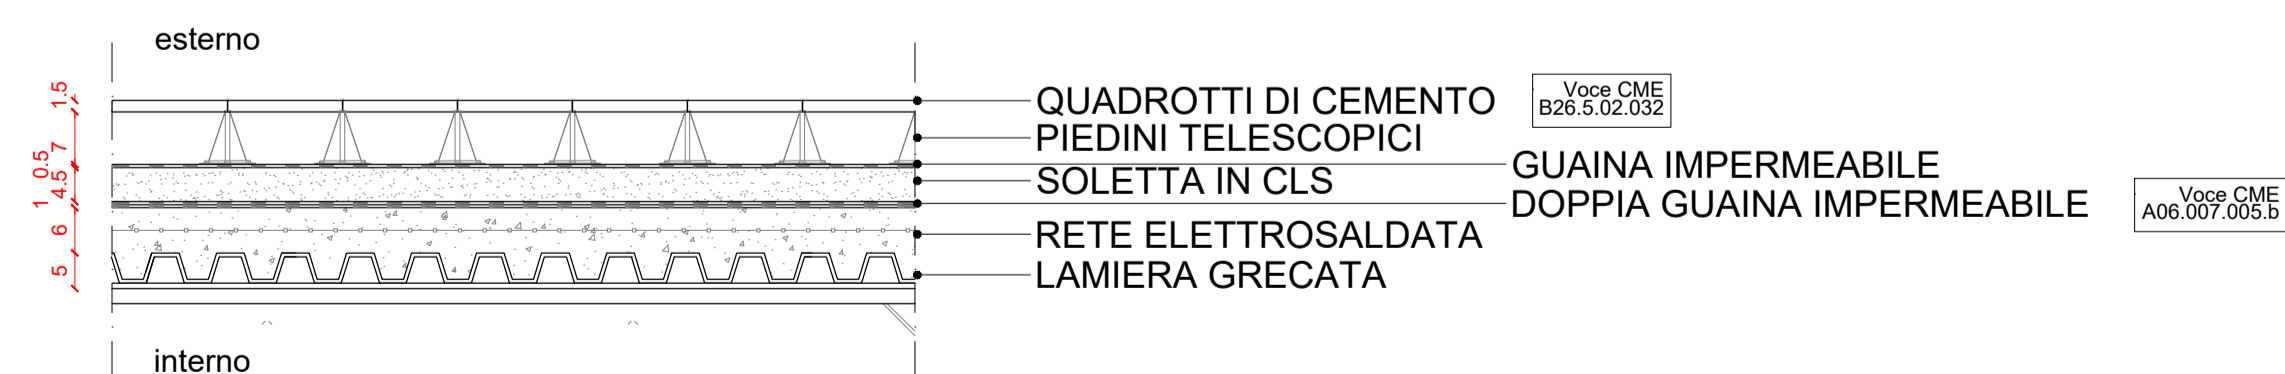 esterno
1.5
7
0.5
4.5
1
6
5
QUADROTTI DI CEMENTO
Voce CME
B26.5.02.032
PIEDINI TELESCOPICI
GUAINA IMPERMEABILE
SOLETTA IN CLS
DOPPIA GUAINA IMPERMEABILE
Voce CME
A06.007.005.b
RETE ELETTROSALDATA
LAMIERA GRECATA
interno